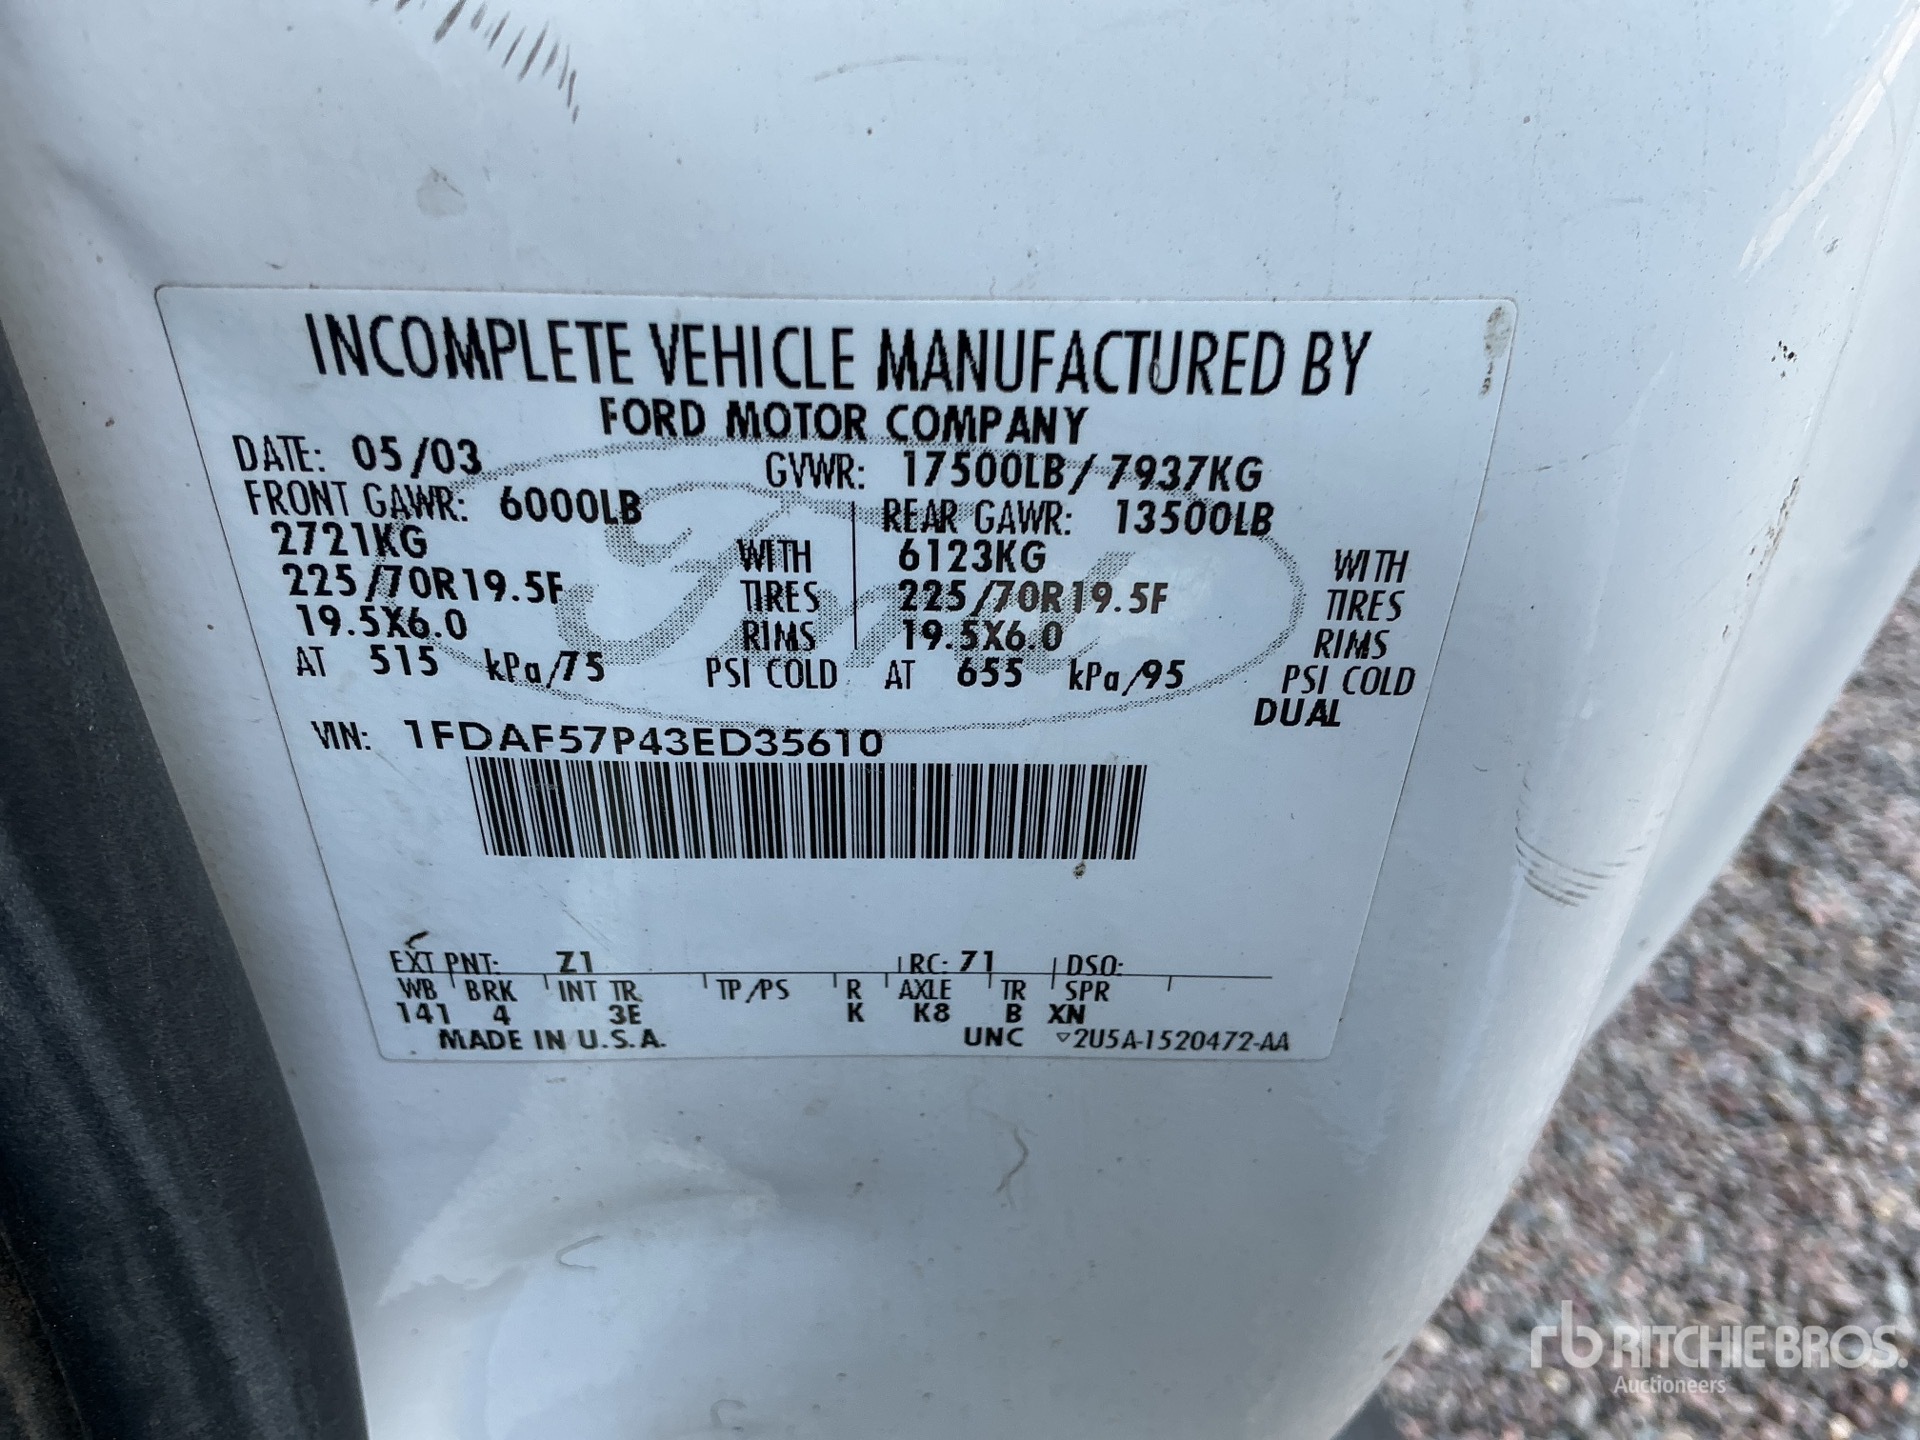 INCOMPLETE VEHICLE MANUFACTURED BY
FORD MOTOR COMPANY
DATE: 05/03 GVWR: 17500LB/7937KG
FRONT GAWR: 6000LB REAR GAWR: 13500LB
2721KG WITH 6123KG WITH
225/70R19.5F TIRES 225/70R19.5F TIRES
19.5X6.0 RIMS 19.5X6.0 RIMS
AT 515 kPa/75 PSI COLD AT 655 kPa/95 PSI COLD
DUAL
VIN: 1FDAF57P43ED35610
EXT PNT: Z1 RC: 71 DSO:
WB BRK INT TR TP/PS R AXLE TR SPR
141 4 3E K K8 B XN
MADE IN U.S.A. UNC ▽2U5A-1520472-AA
Ford
rb RITCHIE BROS.
Auctioneers